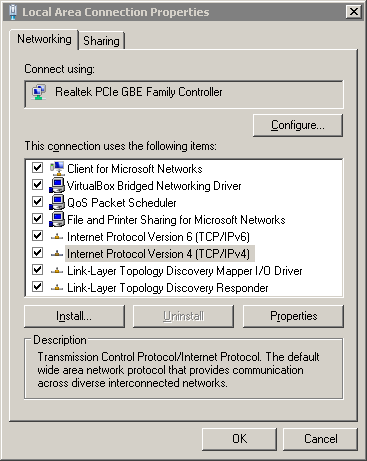 Local Area Connection Properties
Networking
Sharing
Connect using:
Realtek PCIe GBE Family Controller
Configure...
This connection uses the following items:
Client for Microsoft Networks
VirtualBox Bridged Networking Driver
QoS Packet Scheduler
File and Printer Sharing for Microsoft Networks
Internet Protocol Version 6 (TCP/IPv6)
Internet Protocol Version 4 (TCP/IPv4)
Link-Layer Topology Discovery Mapper I/O Driver
Link-Layer Topology Discovery Responder
Install...
Uninstall
Properties
Description
Transmission Control Protocol/Internet Protocol. The default
wide area network protocol that provides communication
across diverse interconnected networks.
OK
Cancel